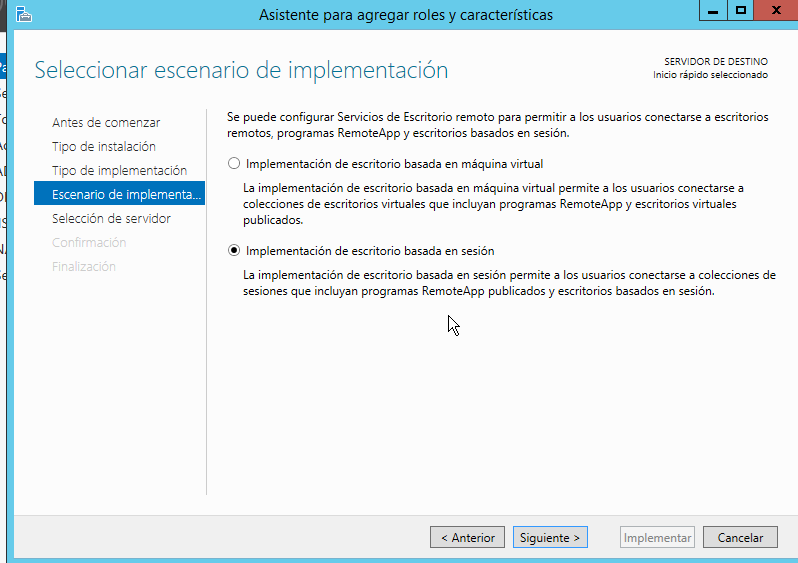 Asistente para agregar roles y características
Seleccionar escenario de implementación
SERVIDOR DE DESTINO
Inicio rápido seleccionado
Antes de comenzar
Tipo de instalación
Tipo de implementación
Escenario de implementa...
Selección de servidor
Confirmación
Finalización
Se puede configurar Servicios de Escritorio remoto para permitir a los usuarios conectarse a escritorios
remotos, programas RemoteApp y escritorios basados en sesión.
Implementación de escritorio basada en máquina virtual
La implementación de escritorio basada en máquina virtual permite a los usuarios conectarse a
colecciones de escritorios virtuales que incluyan programas RemoteApp y escritorios virtuales
publicados.
Implementación de escritorio basada en sesión
La implementación de escritorio basada en sesión permite a los usuarios conectarse a colecciones de
sesiones que incluyan programas RemoteApp publicados y escritorios basados en sesión.
< Anterior
Siguiente >
Implementar
Cancelar